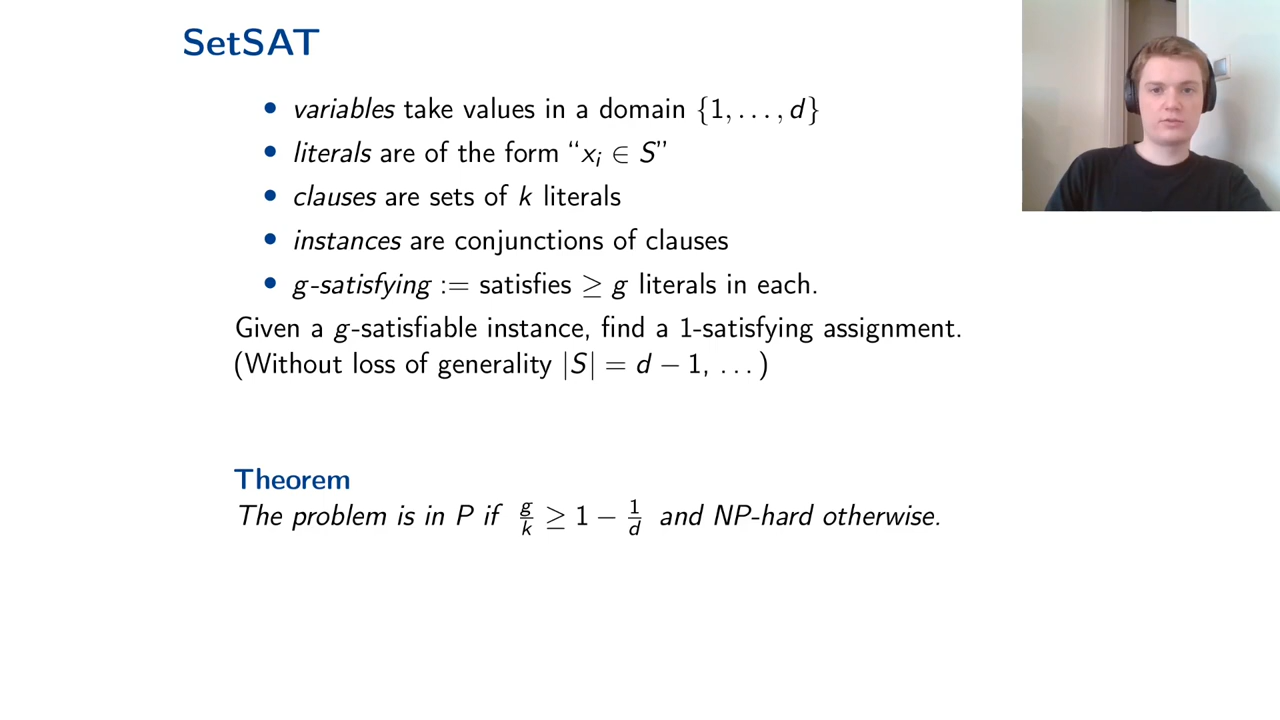 SetSAT
• variables take values in a domain {1, . . . , d}
• literals are of the form “xᵢ ∈ S”
• clauses are sets of k literals
• instances are conjunctions of clauses
• g-satisfying := satisfies ≥ g literals in each.
Given a g-satisfiable instance, find a 1-satisfying assignment.
(Without loss of generality |S| = d − 1, . . . )
Theorem
The problem is in P if g/k ≥ 1 − 1/d and NP-hard otherwise.